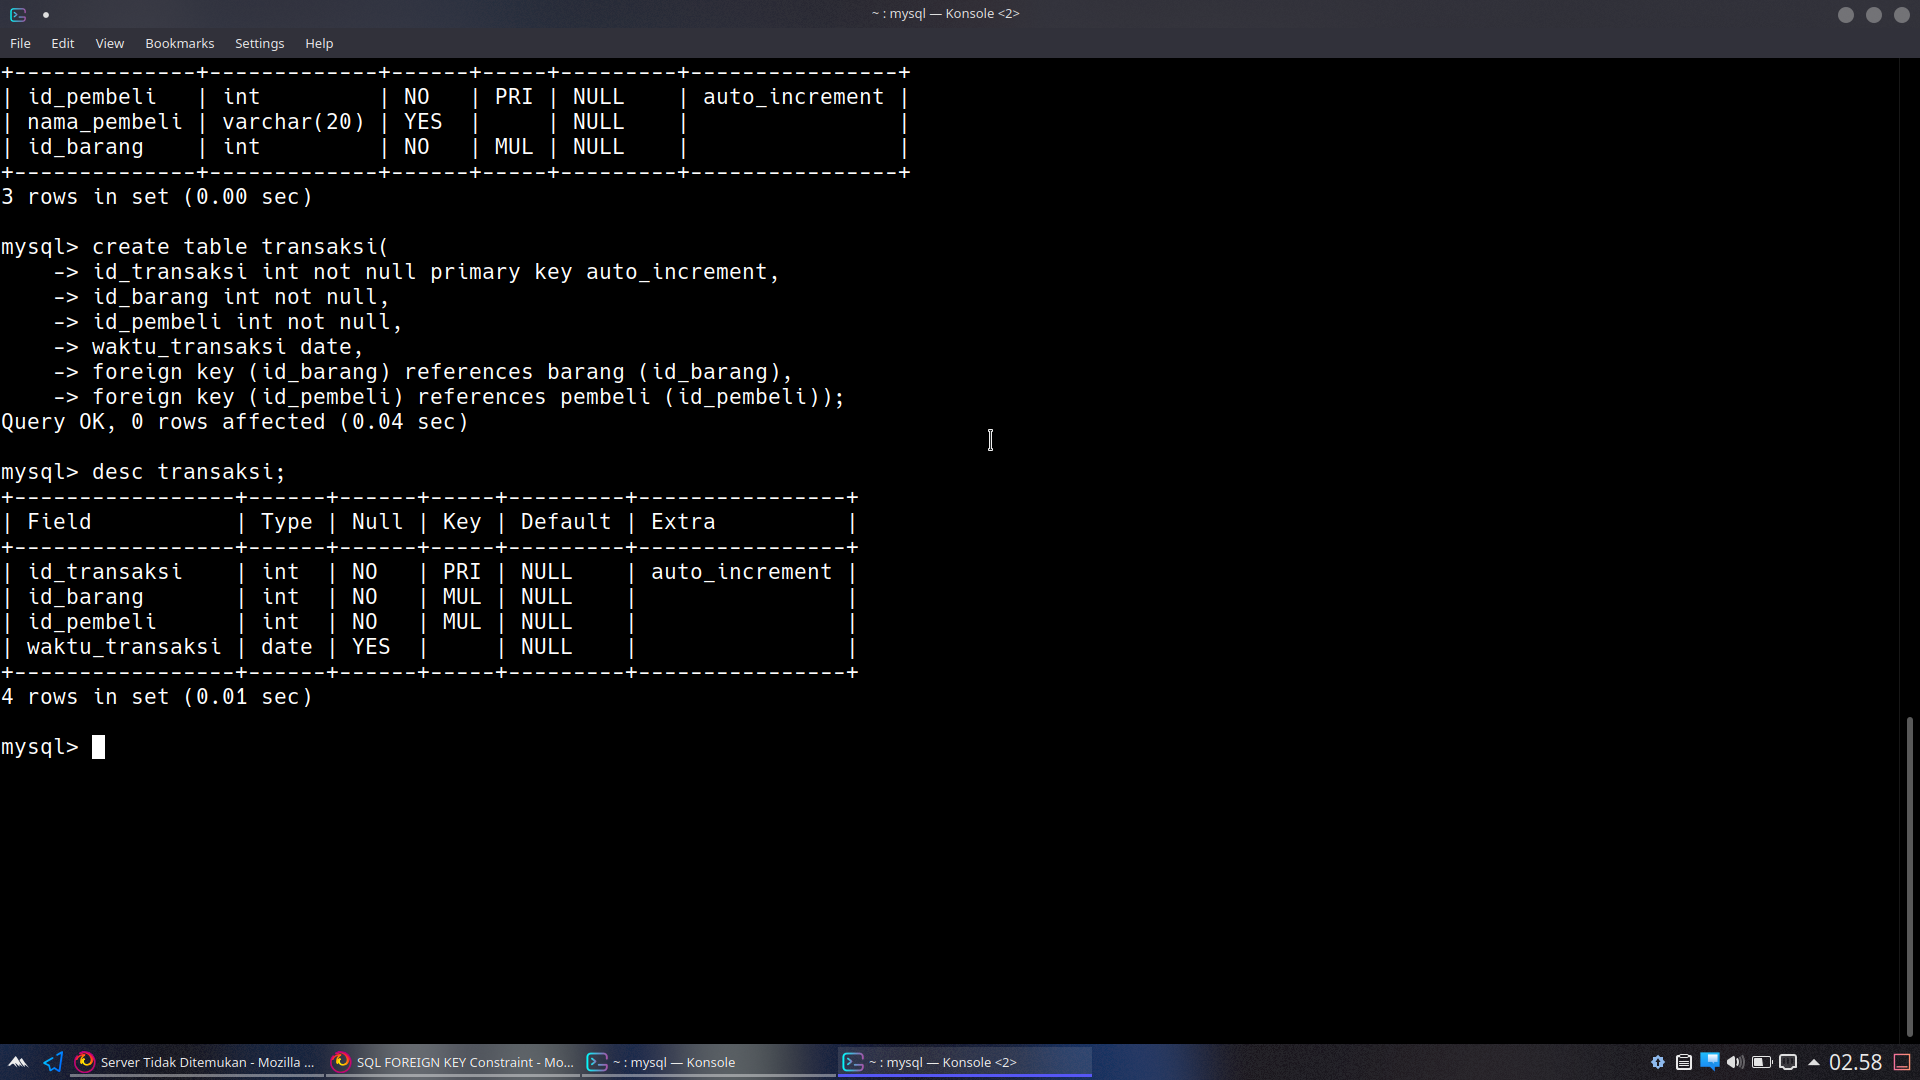 ~ : mysql — Konsole <2>
File Edit View Bookmarks Settings Help
+--------------+-------------+------+-----+---------+----------------+
| id_pembeli   | int         | NO   | PRI | NULL    | auto_increment |
| nama_pembeli | varchar(20) | YES  |     | NULL    |                |
| id_barang    | int         | NO   | MUL | NULL    |                |
+--------------+-------------+------+-----+---------+----------------+
3 rows in set (0.00 sec)
mysql> create table transaksi(
    -> id_transaksi int not null primary key auto_increment,
    -> id_barang int not null,
    -> id_pembeli int not null,
    -> waktu_transaksi date,
    -> foreign key (id_barang) references barang (id_barang),
    -> foreign key (id_pembeli) references pembeli (id_pembeli));
Query OK, 0 rows affected (0.04 sec)
mysql> desc transaksi;
+-----------------+------+------+-----+---------+----------------+
| Field           | Type | Null | Key | Default | Extra          |
+-----------------+------+------+-----+---------+----------------+
| id_transaksi    | int  | NO   | PRI | NULL    | auto_increment |
| id_barang       | int  | NO   | MUL | NULL    |                |
| id_pembeli      | int  | NO   | MUL | NULL    |                |
| waktu_transaksi | date | YES  |     | NULL    |                |
+-----------------+------+------+-----+---------+----------------+
4 rows in set (0.01 sec)
mysql>
Server Tidak Ditemukan - Mozilla ... SQL FOREIGN KEY Constraint - Mo... ~ : mysql — Konsole ~ : mysql — Konsole <2> 02.58